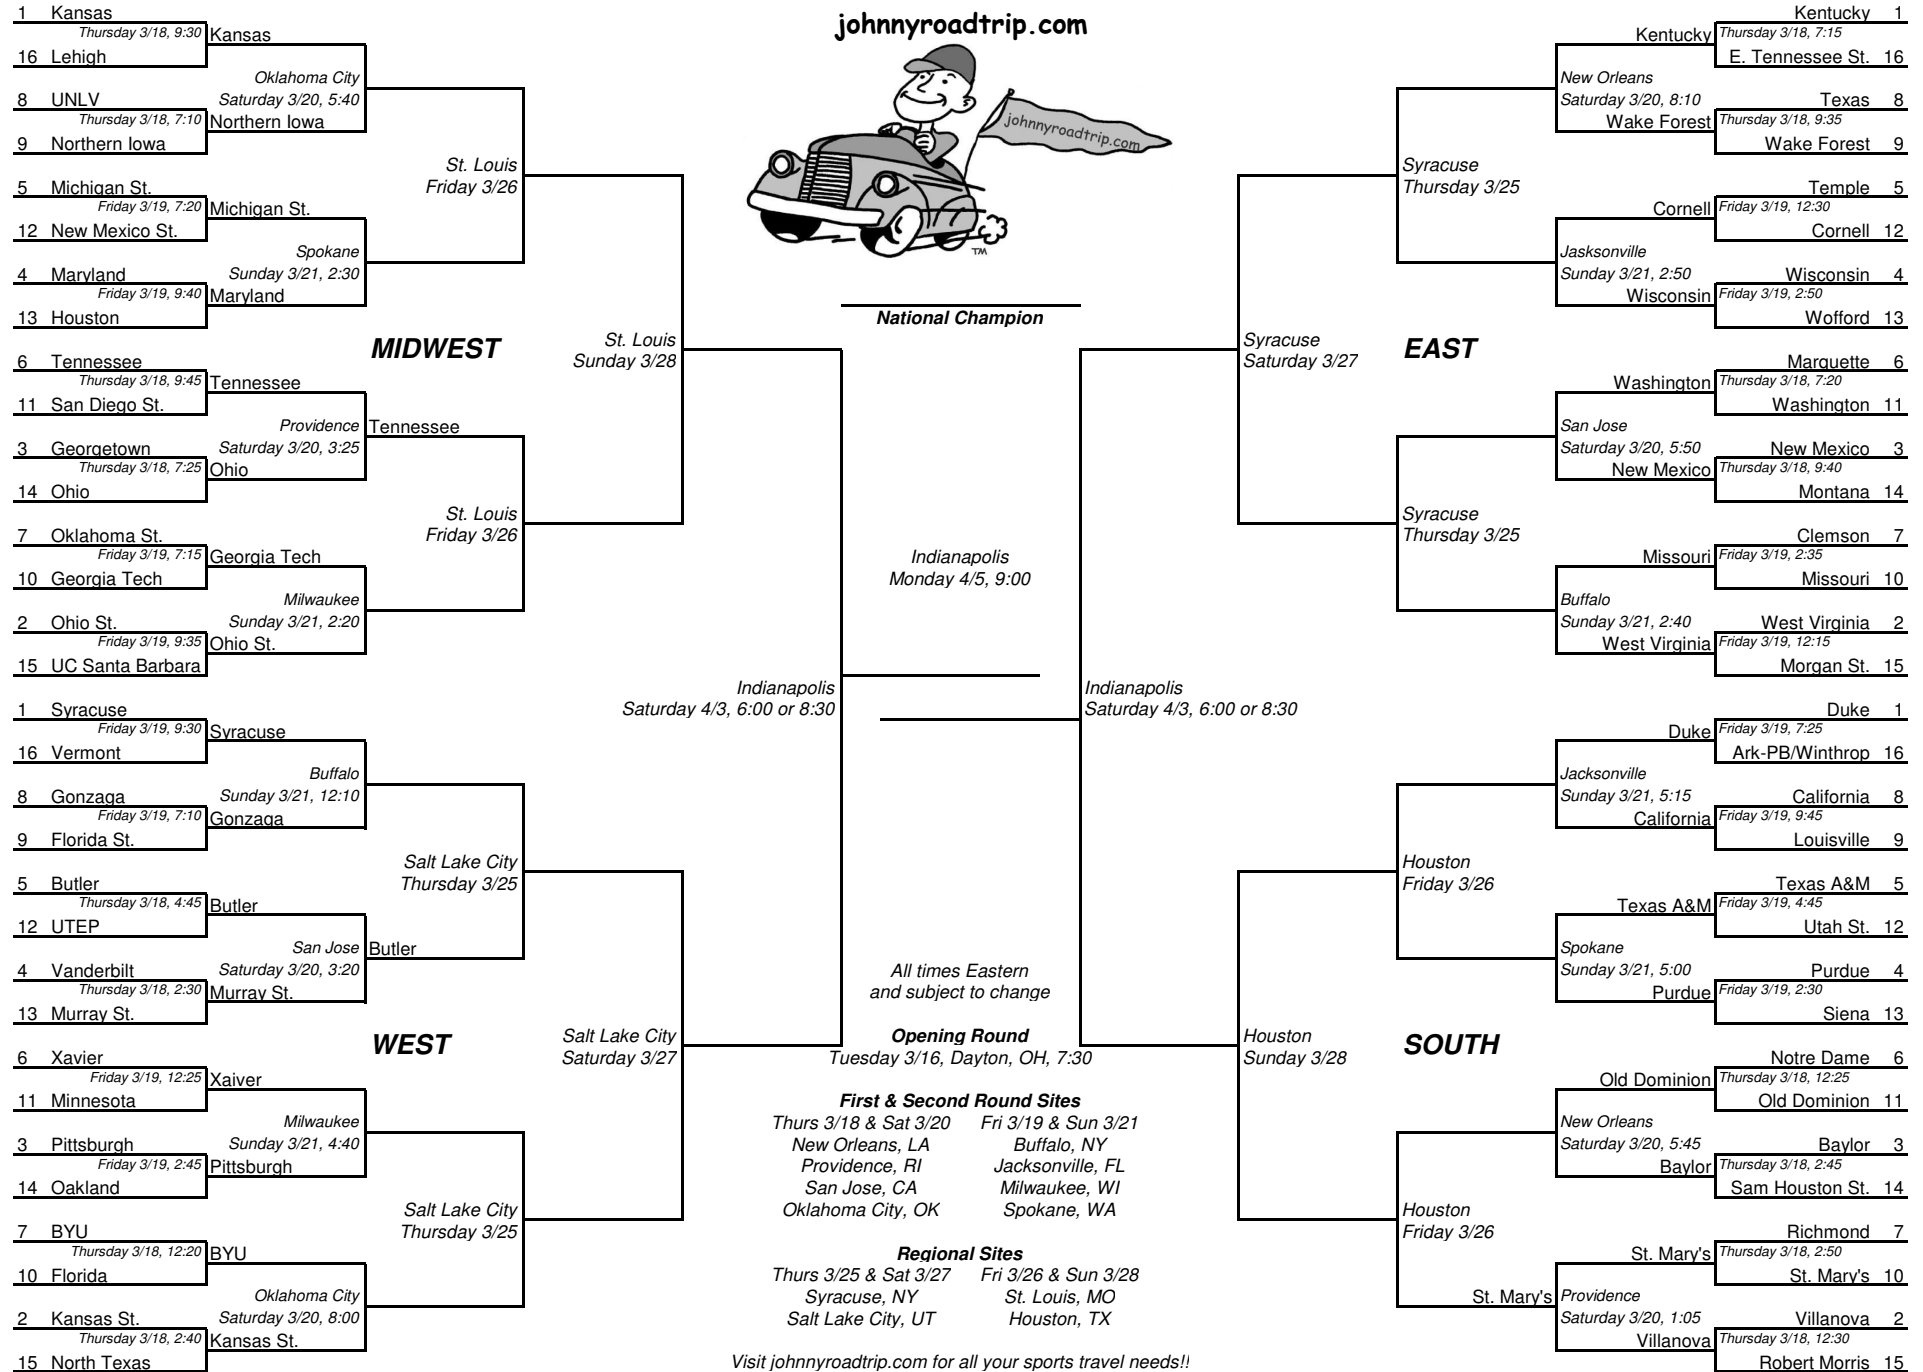 johnnyroadtrip.com
johnnyroadtrip.com
TM
1 Kansas
Thursday 3/18, 9:30
Kansas
16 Lehigh
Oklahoma City
Saturday 3/20, 5:40
8 UNLV
Thursday 3/18, 7:10
Northern Iowa
9 Northern Iowa
St. Louis
Friday 3/26
5 Michigan St.
Friday 3/19, 7:20
Michigan St.
12 New Mexico St.
Spokane
Sunday 3/21, 2:30
4 Maryland
Friday 3/19, 9:40
Maryland
13 Houston
MIDWEST
St. Louis
Sunday 3/28
6 Tennessee
Thursday 3/18, 9:45
Tennessee
11 San Diego St.
Providence
Saturday 3/20, 3:25
Tennessee
3 Georgetown
Thursday 3/18, 7:25
Ohio
14 Ohio
St. Louis
Friday 3/26
7 Oklahoma St.
Friday 3/19, 7:15
Georgia Tech
10 Georgia Tech
Milwaukee
Sunday 3/21, 2:20
2 Ohio St.
Friday 3/19, 9:35
Ohio St.
15 UC Santa Barbara
Indianapolis
Saturday 4/3, 6:00 or 8:30
1 Syracuse
Friday 3/19, 9:30
Syracuse
16 Vermont
Buffalo
Sunday 3/21, 12:10
8 Gonzaga
Friday 3/19, 7:10
Gonzaga
9 Florida St.
Salt Lake City
Thursday 3/25
5 Butler
Thursday 3/18, 4:45
Butler
12 UTEP
San Jose
Saturday 3/20, 3:20
Butler
4 Vanderbilt
Thursday 3/18, 2:30
Murray St.
13 Murray St.
WEST
Salt Lake City
Saturday 3/27
6 Xavier
Friday 3/19, 12:25
Xaiver
11 Minnesota
Milwaukee
Sunday 3/21, 4:40
3 Pittsburgh
Friday 3/19, 2:45
Pittsburgh
14 Oakland
Salt Lake City
Thursday 3/25
7 BYU
Thursday 3/18, 12:20
BYU
10 Florida
Oklahoma City
Saturday 3/20, 8:00
2 Kansas St.
Thursday 3/18, 2:40
Kansas St.
15 North Texas
National Champion
Indianapolis
Monday 4/5, 9:00
All times Eastern
and subject to change
Opening Round
Tuesday 3/16, Dayton, OH, 7:30
First & Second Round Sites
Thurs 3/18 & Sat 3/20 Fri 3/19 & Sun 3/21
New Orleans, LA Buffalo, NY
Providence, RI Jacksonville, FL
San Jose, CA Milwaukee, WI
Oklahoma City, OK Spokane, WA
Regional Sites
Thurs 3/25 & Sat 3/27 Fri 3/26 & Sun 3/28
Syracuse, NY St. Louis, MO
Salt Lake City, UT Houston, TX
Visit johnnyroadtrip.com for all your sports travel needs!!
Kentucky 1
Thursday 3/18, 7:15
Kentucky
E. Tennessee St. 16
New Orleans
Saturday 3/20, 8:10
Texas 8
Thursday 3/18, 9:35
Wake Forest
Wake Forest 9
Syracuse
Thursday 3/25
Temple 5
Friday 3/19, 12:30
Cornell
Cornell 12
Jasksonville
Sunday 3/21, 2:50
Wisconsin 4
Friday 3/19, 2:50
Wisconsin
Wofford 13
Syracuse
Saturday 3/27
EAST
Marquette 6
Thursday 3/18, 7:20
Washington
Washington 11
San Jose
Saturday 3/20, 5:50
New Mexico 3
Thursday 3/18, 9:40
New Mexico
Montana 14
Syracuse
Thursday 3/25
Clemson 7
Friday 3/19, 2:35
Missouri
Missouri 10
Buffalo
Sunday 3/21, 2:40
West Virginia 2
Friday 3/19, 12:15
West Virginia
Morgan St. 15
Indianapolis
Saturday 4/3, 6:00 or 8:30
Duke 1
Friday 3/19, 7:25
Duke
Ark-PB/Winthrop 16
Jacksonville
Sunday 3/21, 5:15
California 8
Friday 3/19, 9:45
California
Louisville 9
Houston
Friday 3/26
Texas A&M 5
Friday 3/19, 4:45
Texas A&M
Utah St. 12
Spokane
Sunday 3/21, 5:00
Purdue 4
Friday 3/19, 2:30
Purdue
Siena 13
Houston
Sunday 3/28
SOUTH
Notre Dame 6
Thursday 3/18, 12:25
Old Dominion
Old Dominion 11
New Orleans
Saturday 3/20, 5:45
Baylor 3
Thursday 3/18, 2:45
Baylor
Sam Houston St. 14
Houston
Friday 3/26
Richmond 7
Thursday 3/18, 2:50
St. Mary's
St. Mary's 10
St. Mary's
Providence
Saturday 3/20, 1:05
Villanova 2
Thursday 3/18, 12:30
Villanova
Robert Morris 15